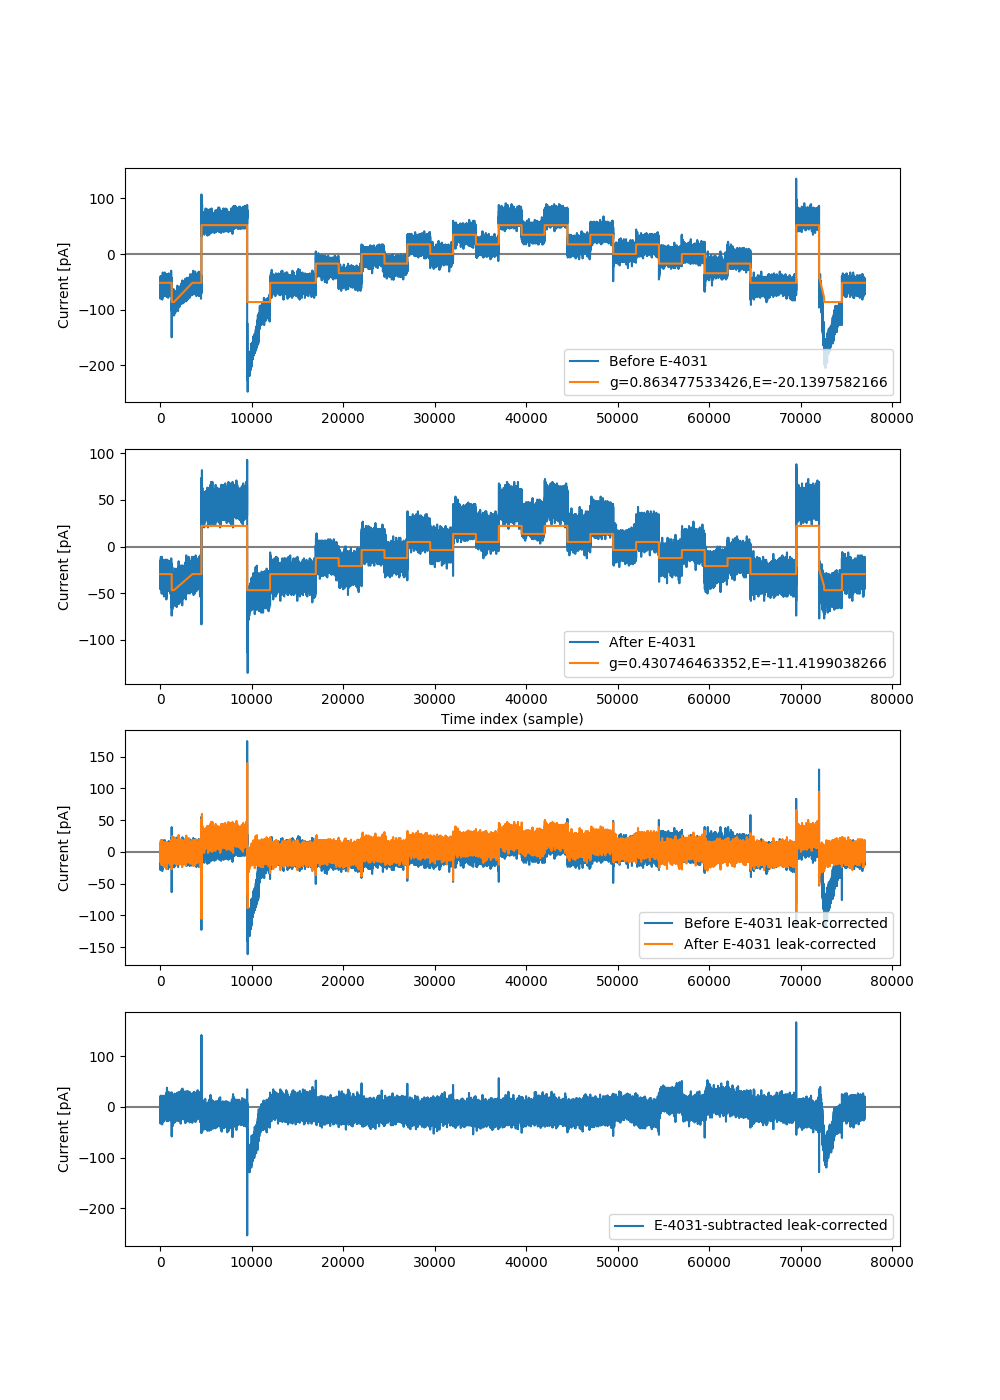 100
0
−100
−200
Current [pA]
Before E-4031
g=0.863477533426,E=-20.1397582166
0 10000 20000 30000 40000 50000 60000 70000 80000
100
50
0
−50
−100
Current [pA]
After E-4031
g=0.430746463352,E=-11.4199038266
0 10000 20000 30000 40000 50000 60000 70000 80000
Time index (sample)
150
100
50
0
−50
−100
−150
Current [pA]
Before E-4031 leak-corrected
After E-4031 leak-corrected
0 10000 20000 30000 40000 50000 60000 70000 80000
100
0
−100
−200
Current [pA]
E-4031-subtracted leak-corrected
0 10000 20000 30000 40000 50000 60000 70000 80000